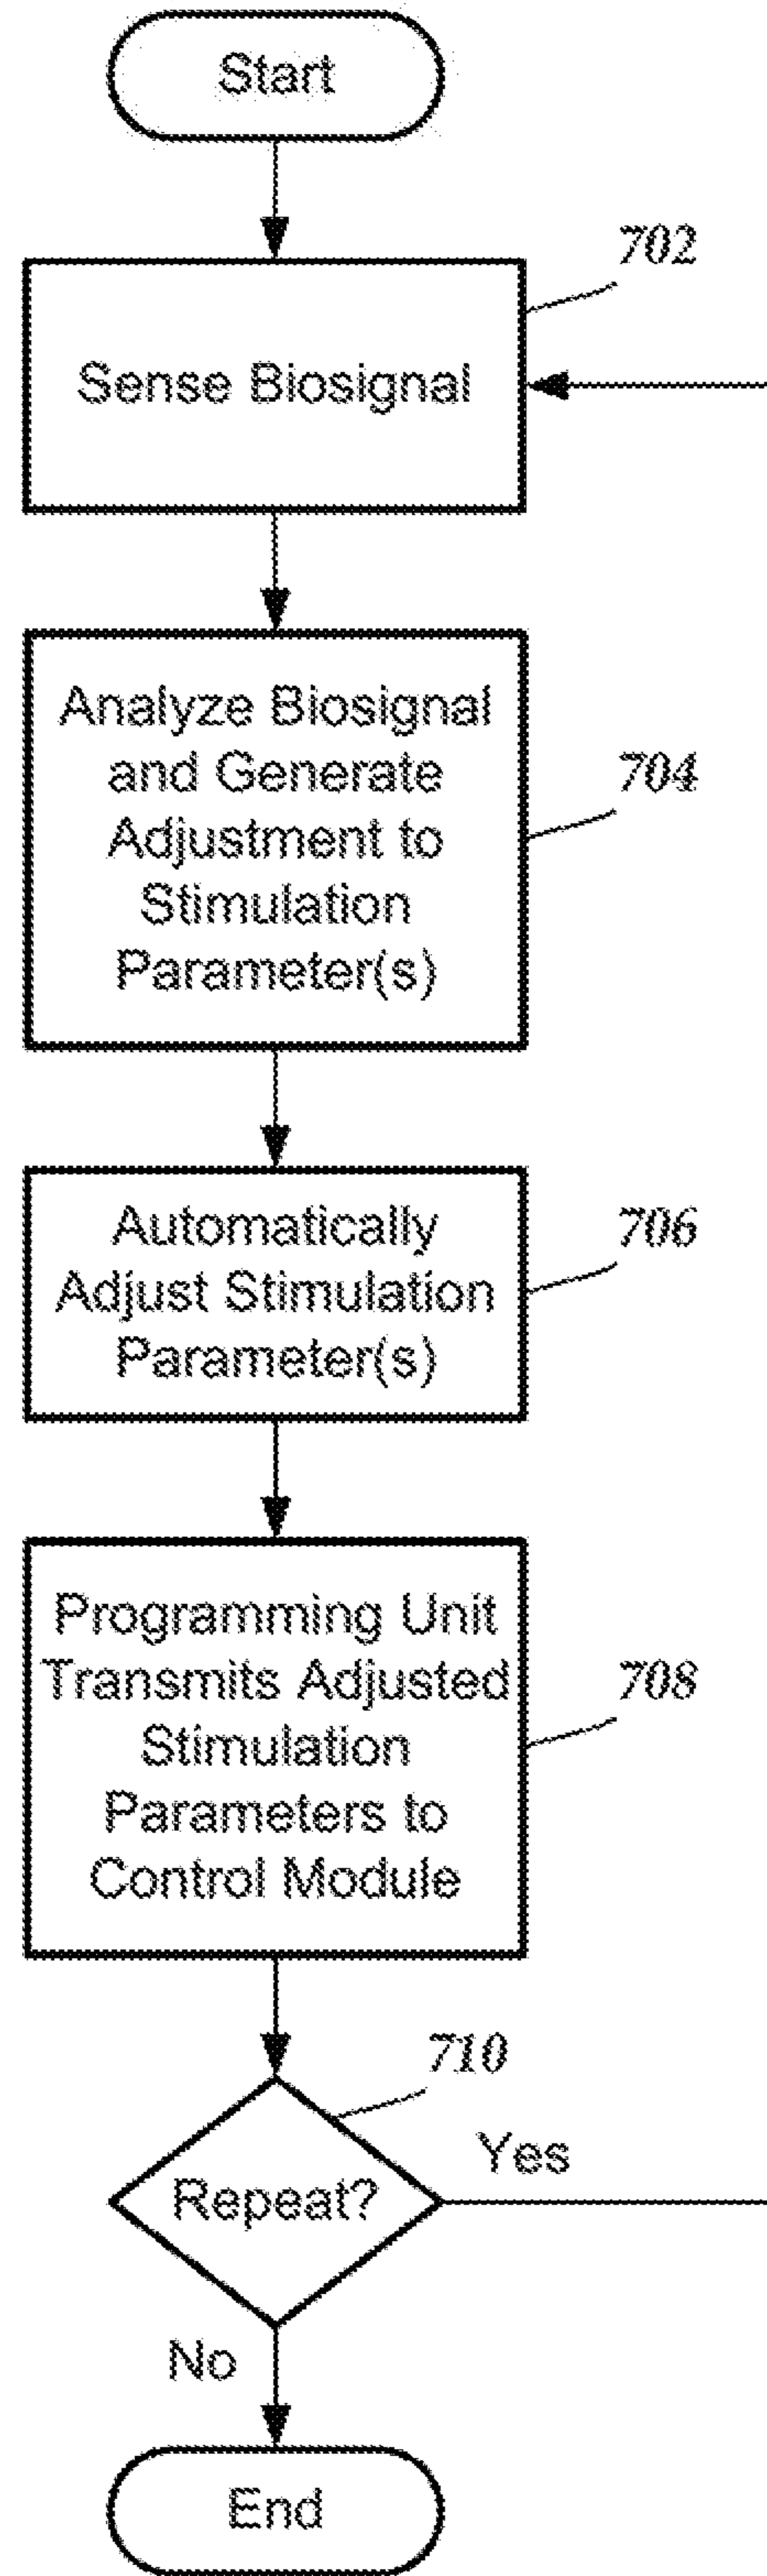 Start
702
Sense Biosignal
Analyze Biosignal
and Generate
704
Adjustment to
Stimulation
Parameter(s)
Automatically
706
Adjust Stimulation
Parameter(s)
Programming Unit
Transmits Adjusted
708
Stimulation
Parameters to
Control Module
710
Yes
Repeat?
No
End